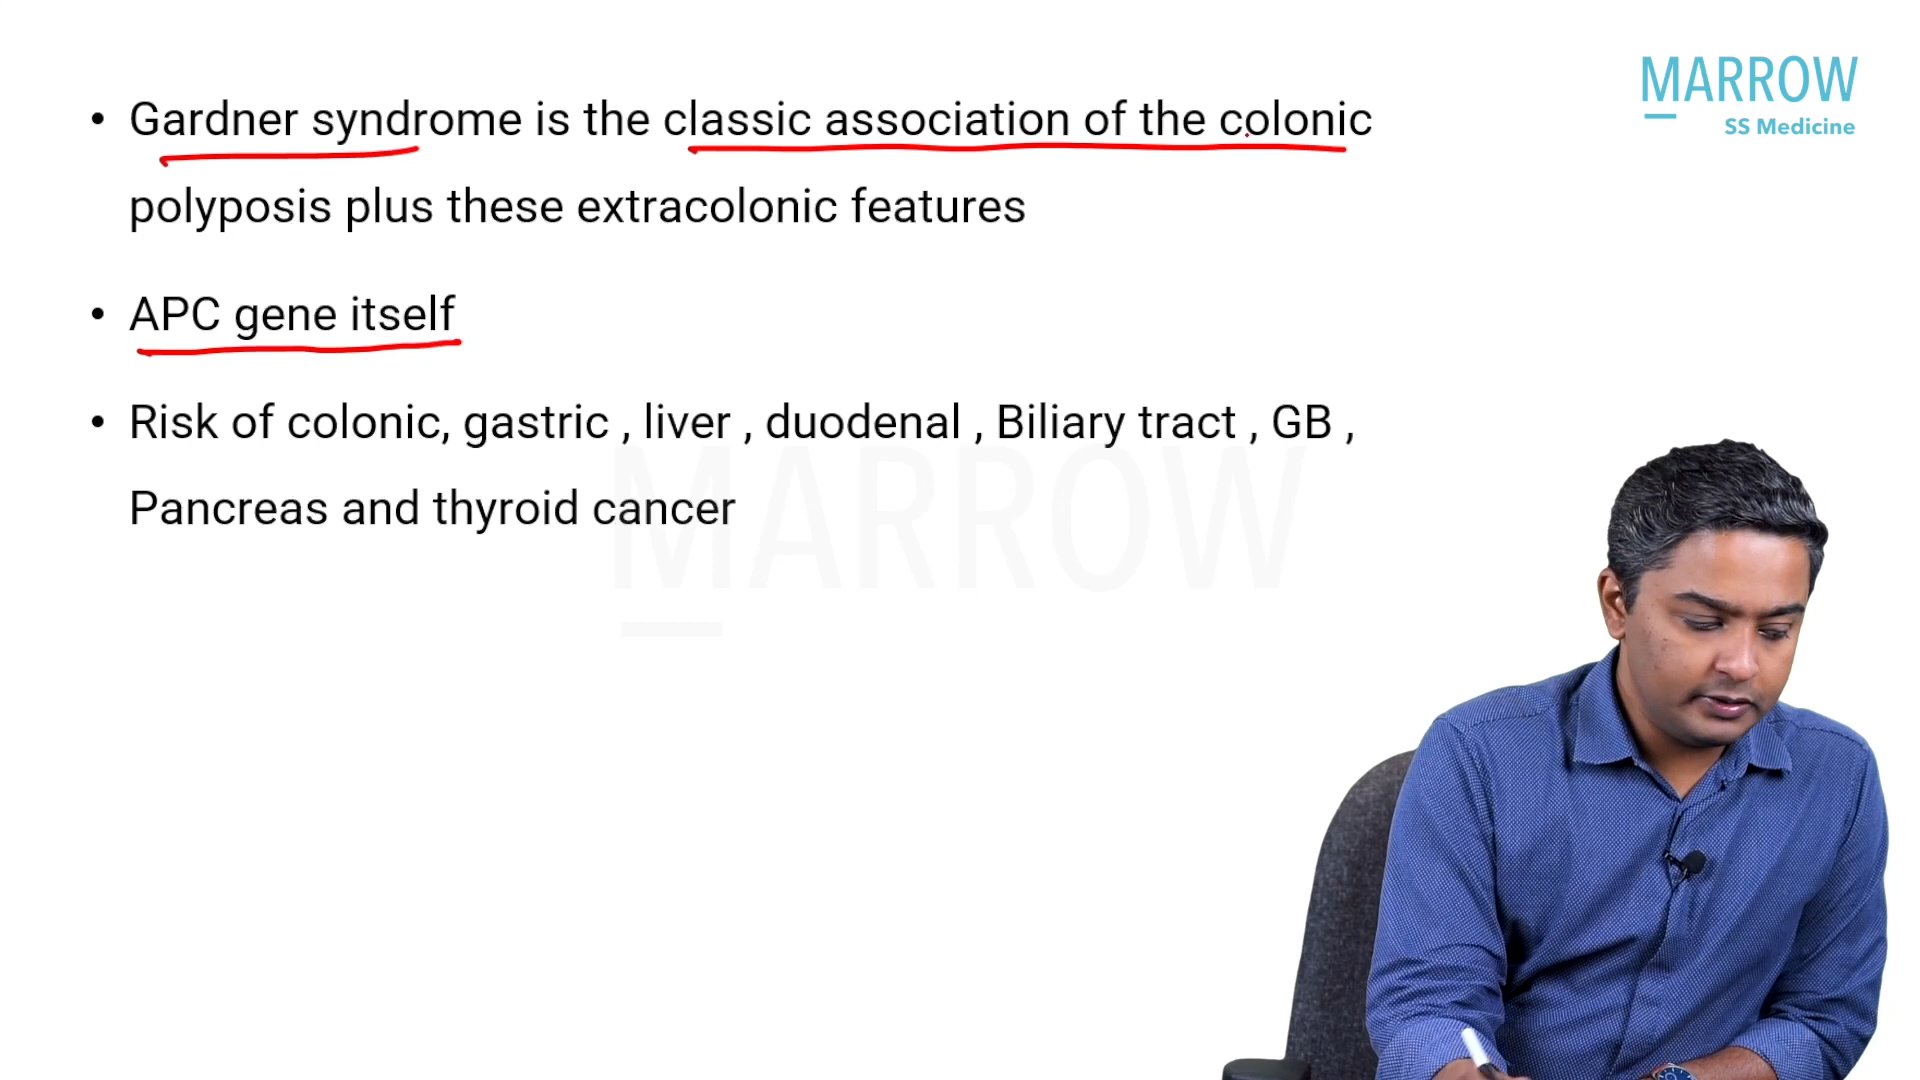 MARROW
SS Medicine
• Gardner syndrome is the classic association of the colonic
polyposis plus these extracolonic features
• APC gene itself
• Risk of colonic, gastric , liver , duodenal , Biliary tract , GB ,
Pancreas and thyroid cancer
MARROW